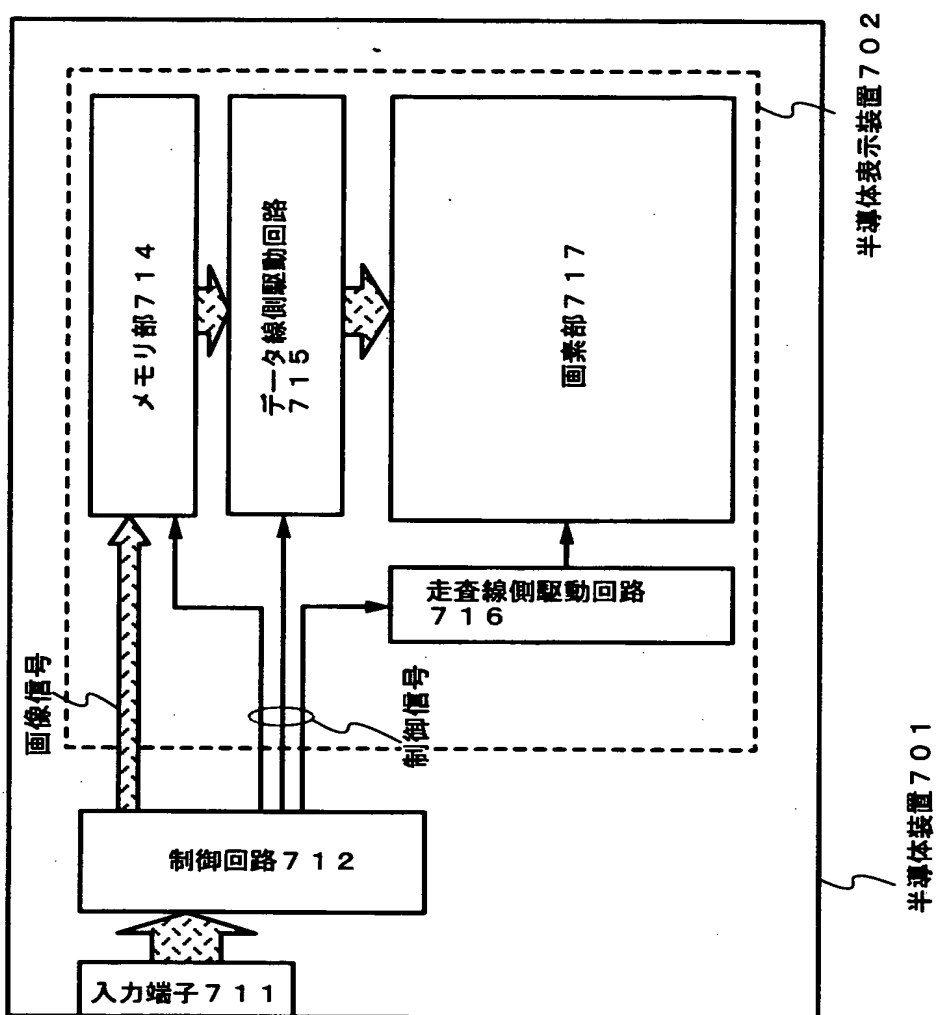 メモリ部714
データ線側駆動回路
715
画素部717
走査線側駆動回路
716
画像信号
制御信号
制御回路712
入力端子711
半導体表示装置702
半導体装置701